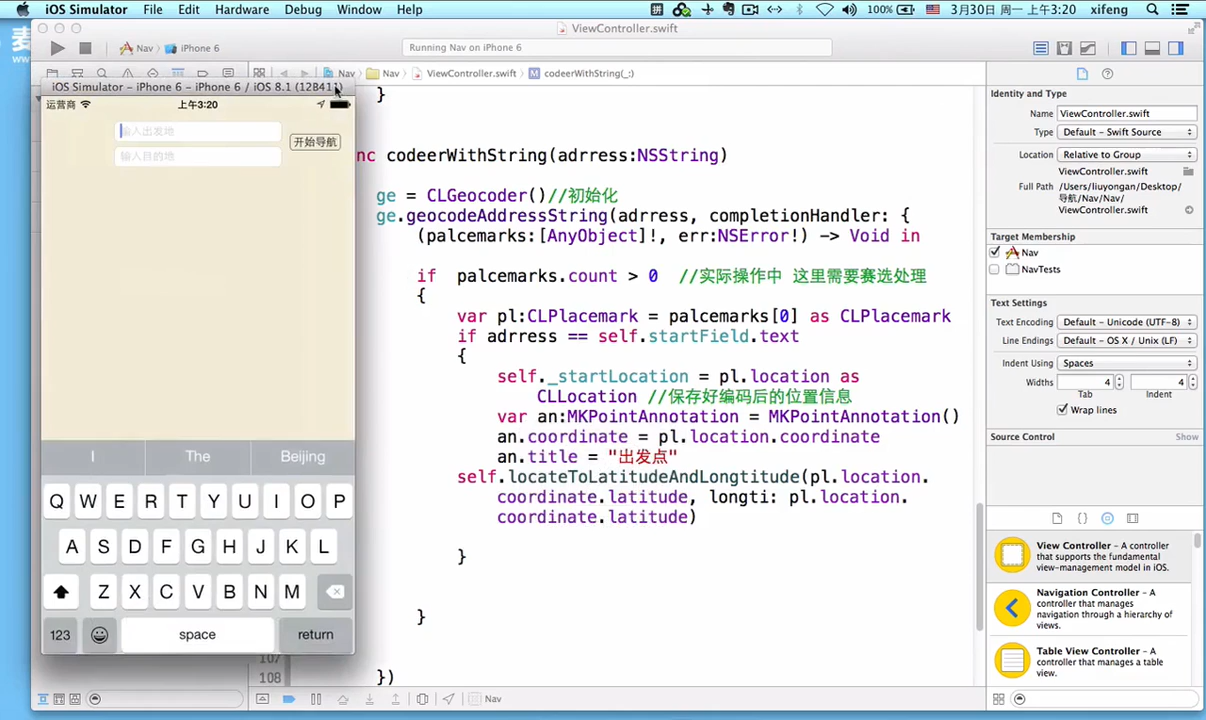 iOS Simulator File Edit Hardware Debug Window Help 100% 3月30日 周一 上午3:20 xifeng
麦
www
ViewController.swift
Nav iPhone 6
Running Nav on iPhone 6
Nav Nav ViewController.swift M codeerWithString(_:)
iOS Simulator – iPhone 6 – iPhone 6 / iOS 8.1 (12B411)
运营商 上午3:20
输入出发地
输入目的地
开始导航
I The Beijing
Q W E R T Y U I O P
A S D F G H J K L
Z X C V B N M
123 space return
}
nc codeerWithString(adrress:NSString)
ge = CLGeocoder()//初始化
ge.geocodeAddressString(adrress, completionHandler: {
(palcemarks:[AnyObject]!, err:NSError!) -> Void in
if palcemarks.count > 0 //实际操作中 这里需要赛选处理
{
var pl:CLPlacemark = palcemarks[0] as CLPlacemark
if adrress == self.startField.text
{
self._startLocation = pl.location as
CLLocation //保存好编码后的位置信息
var an:MKPointAnnotation = MKPointAnnotation()
an.coordinate = pl.location.coordinate
an.title = "出发点"
self.locateToLatitudeAndLongtitude(pl.location.
coordinate.latitude, longti: pl.location.
coordinate.latitude)
}
}
107
108 })
Nav
Identity and Type
Name ViewController.swift
Type Default – Swift Source
Location Relative to Group
ViewController.swift
Full Path /Users/liuyongan/Desktop/
导航/Nav/Nav/
ViewController.swift
Target Membership
Nav
NavTests
Text Settings
Text Encoding Default – Unicode (UTF-8)
Line Endings Default – OS X / Unix (LF)
Indent Using Spaces
Widths 4 4
Tab Indent
Wrap lines
Source Control Show
View Controller – A controller
that supports the fundamental
view-management model in iOS.
Navigation Controller – A
controller that manages
navigation through a hierarchy of
views.
Table View Controller – A
controller that manages a table
view.